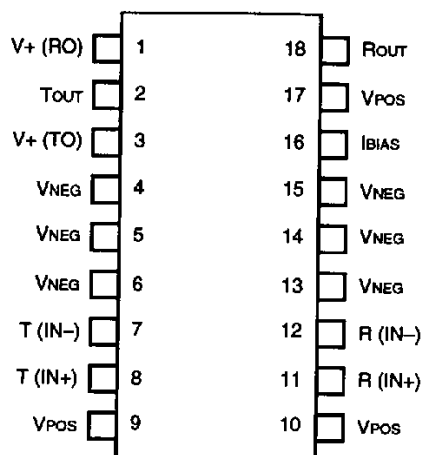 V+ (RO) 1 18 ROUT
TOUT 2 17 VPOS
V+ (TO) 3 16 IBIAS
VNEG 4 15 VNEG
VNEG 5 14 VNEG
VNEG 6 13 VNEG
T (IN–) 7 12 R (IN–)
T (IN+) 8 11 R (IN+)
VPOS 9 10 VPOS